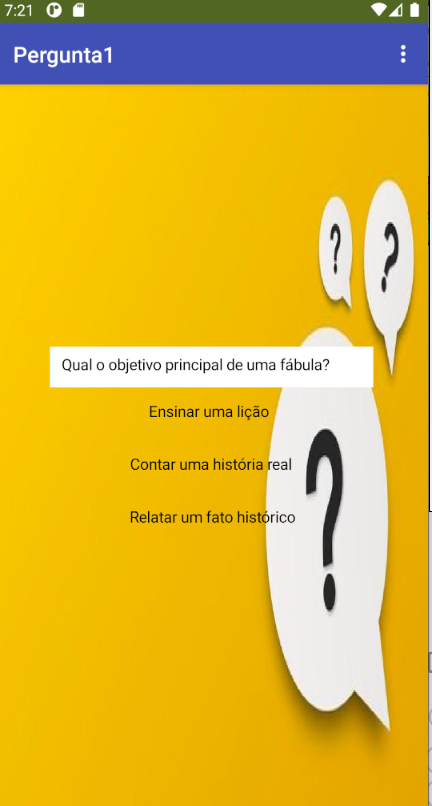 7:21
Pergunta1
?
?
Qual o objetivo principal de uma fábula?
Ensinar uma lição
Contar uma história real
?
Relatar um fato histórico